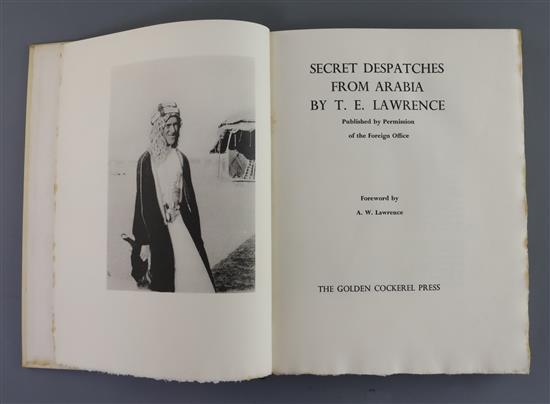 SECRET DESPATCHES
FROM ARABIA
BY T. E. LAWRENCE
Published by Permission
of the Foreign Office
Foreword by
A. W. Lawrence
THE GOLDEN COCKEREL PRESS